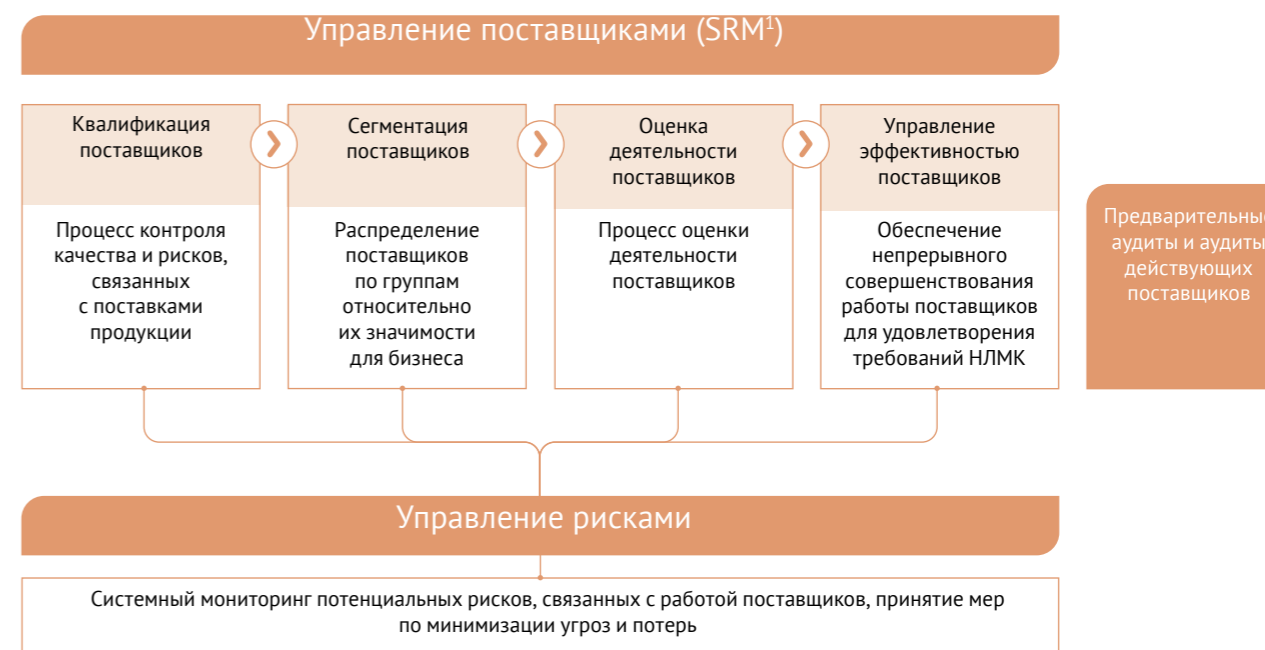 Управление поставщиками (SRM¹)
Квалификация
поставщиков
Процесс контроля
качества и рисков,
связанных
с поставками
продукции
Сегментация
поставщиков
Распределение
поставщиков
по группам
относительно
их значимости
для бизнеса
Оценка
деятельности
поставщиков
Процесс оценки
деятельности
поставщиков
Управление
эффективностью
поставщиков
Обеспечение
непрерывного
совершенствования
работы поставщиков
для удовлетворения
требований НЛМК
Предварительные
аудиты и аудиты
действующих
поставщиков
Управление рисками
Системный мониторинг потенциальных рисков, связанных с работой поставщиков, принятие мер
по минимизации угроз и потерь